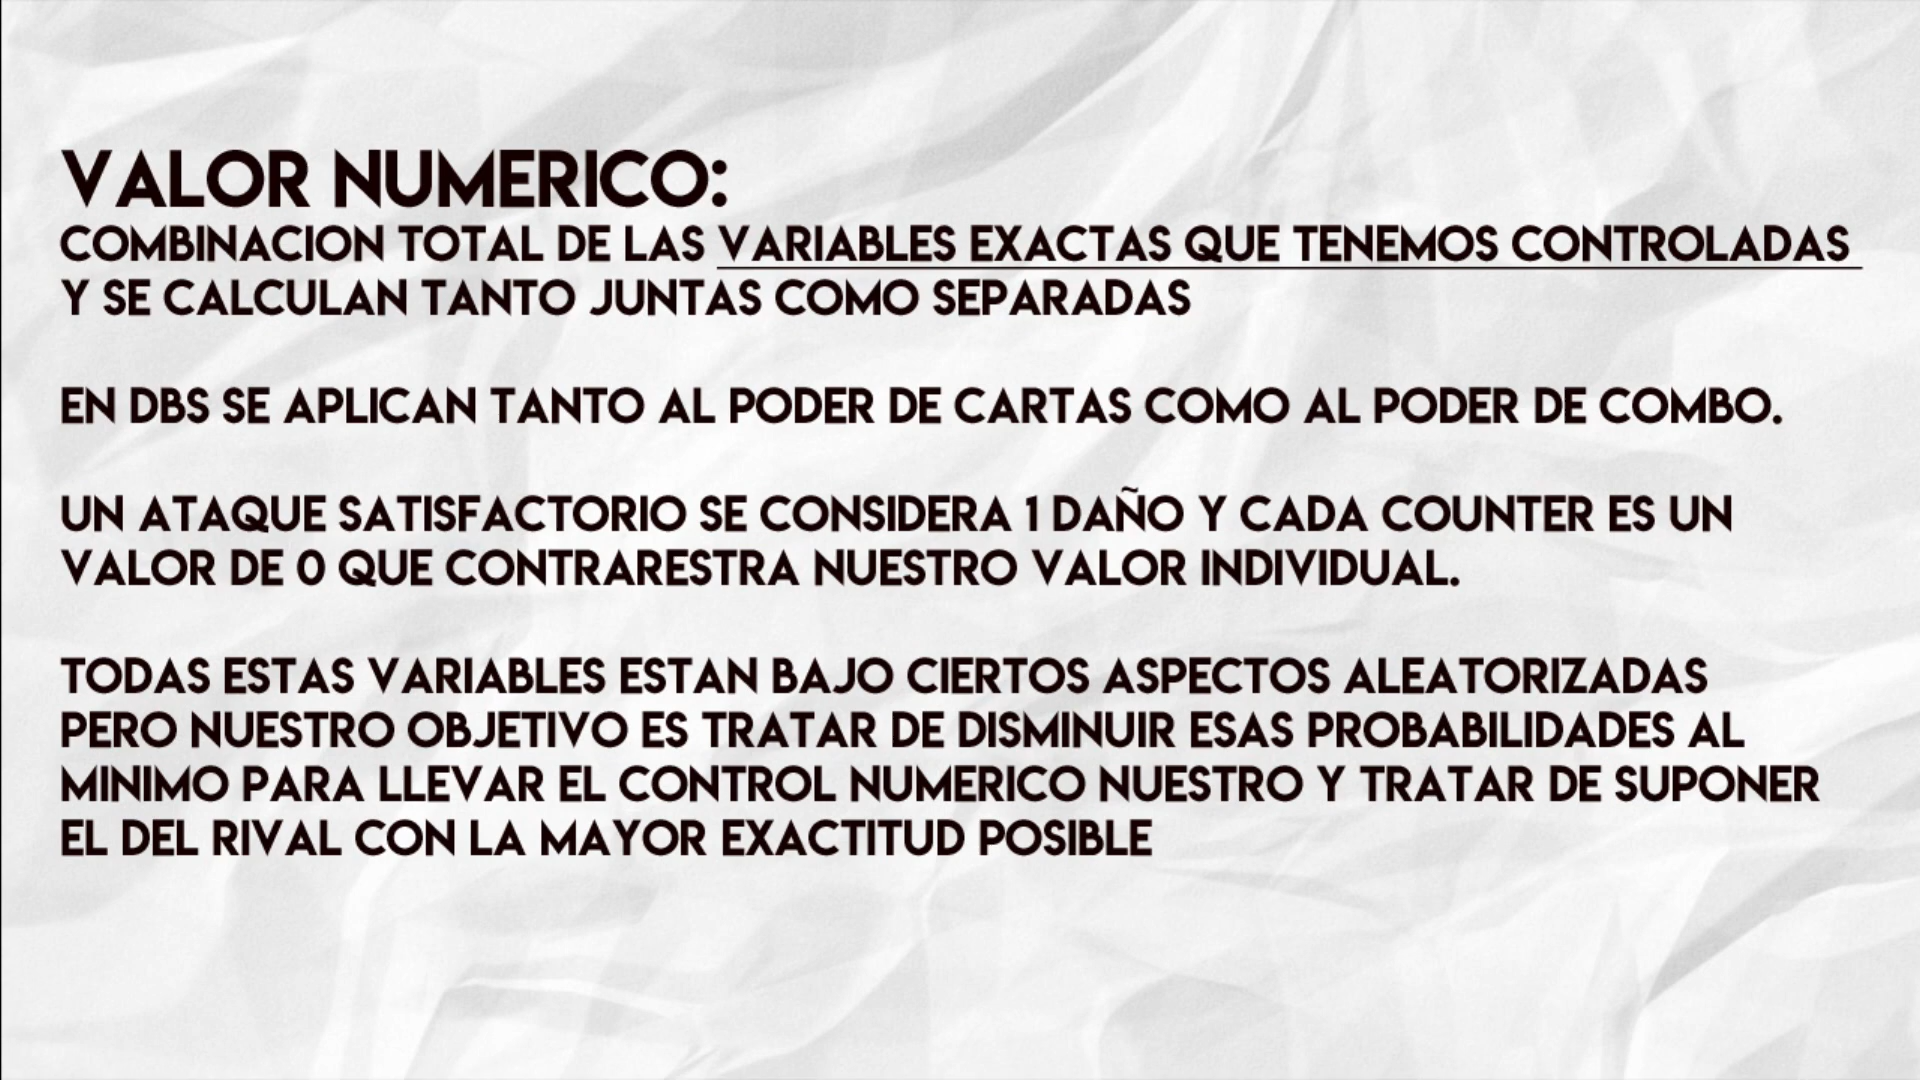 VALOR NUMERICO:
COMBINACION TOTAL DE LAS VARIABLES EXACTAS QUE TENEMOS CONTROLADAS
Y SE CALCULAN TANTO JUNTAS COMO SEPARADAS
EN DBS SE APLICAN TANTO AL PODER DE CARTAS COMO AL PODER DE COMBO.
UN ATAQUE SATISFACTORIO SE CONSIDERA 1 DAÑO Y CADA COUNTER ES UN
VALOR DE 0 QUE CONTRARESTRA NUESTRO VALOR INDIVIDUAL.
TODAS ESTAS VARIABLES ESTAN BAJO CIERTOS ASPECTOS ALEATORIZADAS
PERO NUESTRO OBJETIVO ES TRATAR DE DISMINUIR ESAS PROBABILIDADES AL
MINIMO PARA LLEVAR EL CONTROL NUMERICO NUESTRO Y TRATAR DE SUPONER
EL DEL RIVAL CON LA MAYOR EXACTITUD POSIBLE